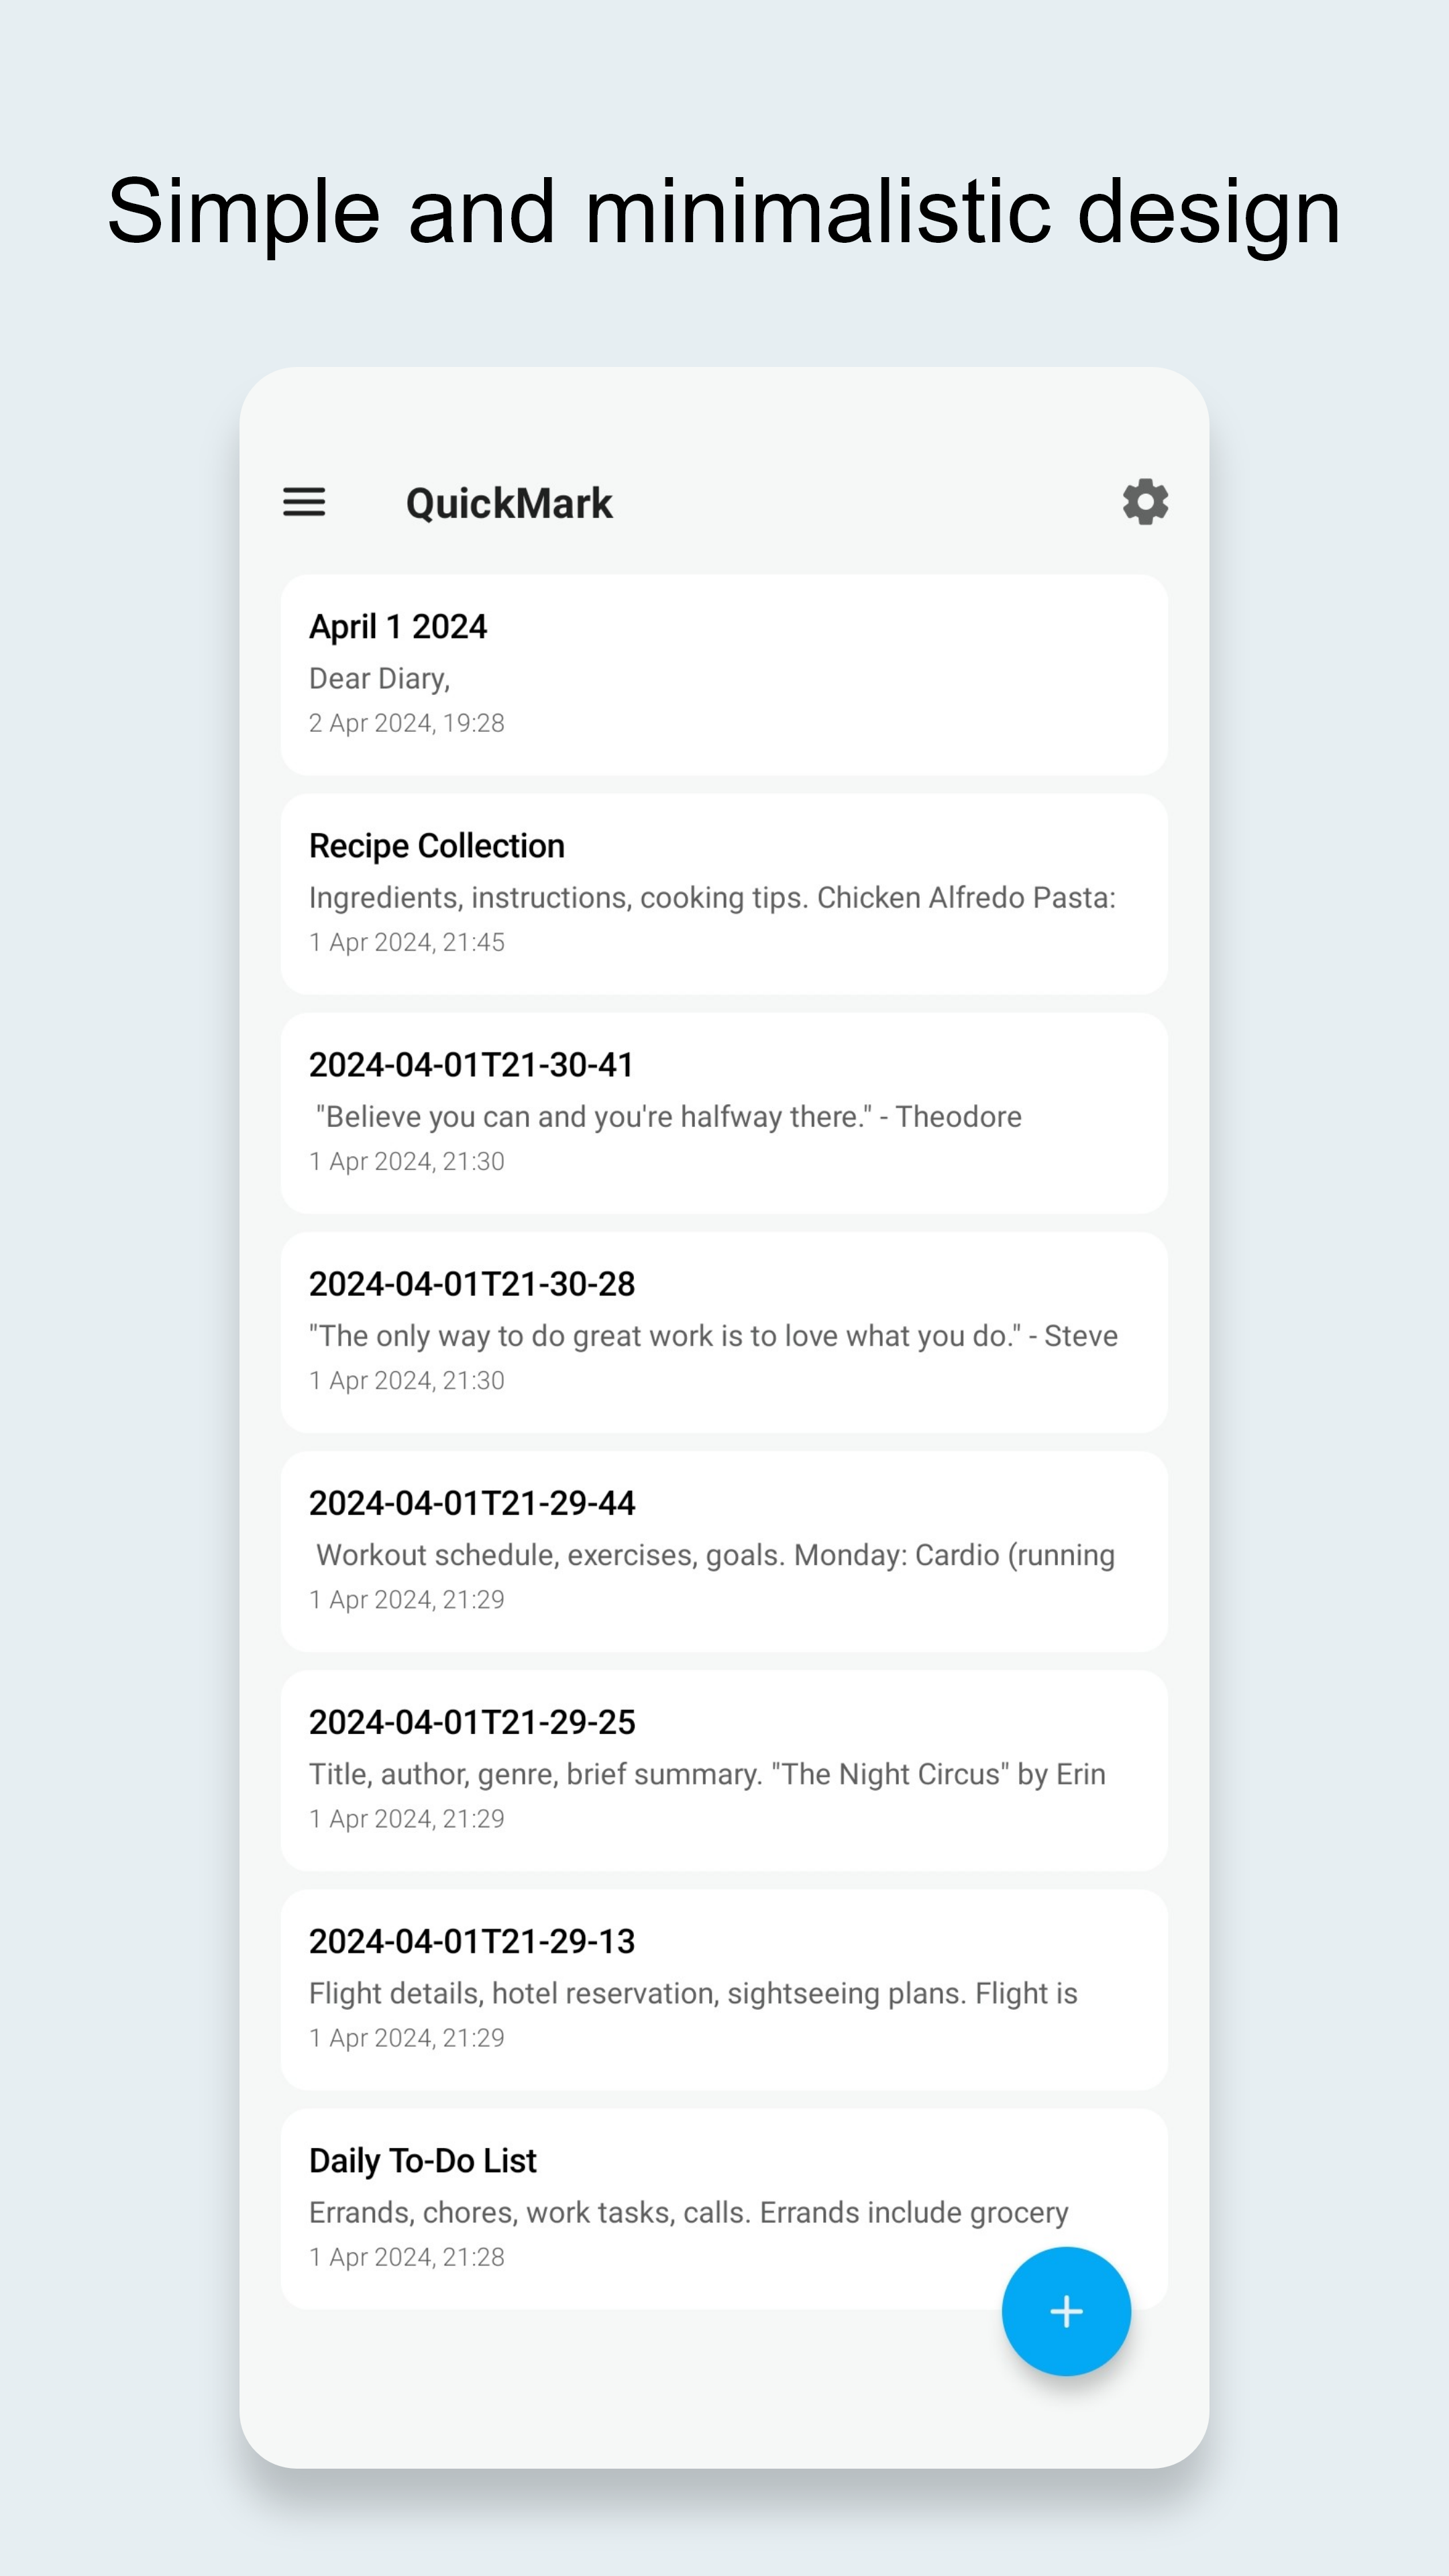 Simple and minimalistic design
QuickMark
April 1 2024
Dear Diary,
2 Apr 2024, 19:28
Recipe Collection
Ingredients, instructions, cooking tips. Chicken Alfredo Pasta:
1 Apr 2024, 21:45
2024-04-01T21-30-41
"Believe you can and you're halfway there." - Theodore
1 Apr 2024, 21:30
2024-04-01T21-30-28
"The only way to do great work is to love what you do." - Steve
1 Apr 2024, 21:30
2024-04-01T21-29-44
Workout schedule, exercises, goals. Monday: Cardio (running
1 Apr 2024, 21:29
2024-04-01T21-29-25
Title, author, genre, brief summary. "The Night Circus" by Erin
1 Apr 2024, 21:29
2024-04-01T21-29-13
Flight details, hotel reservation, sightseeing plans. Flight is
1 Apr 2024, 21:29
Daily To-Do List
Errands, chores, work tasks, calls. Errands include grocery
1 Apr 2024, 21:28